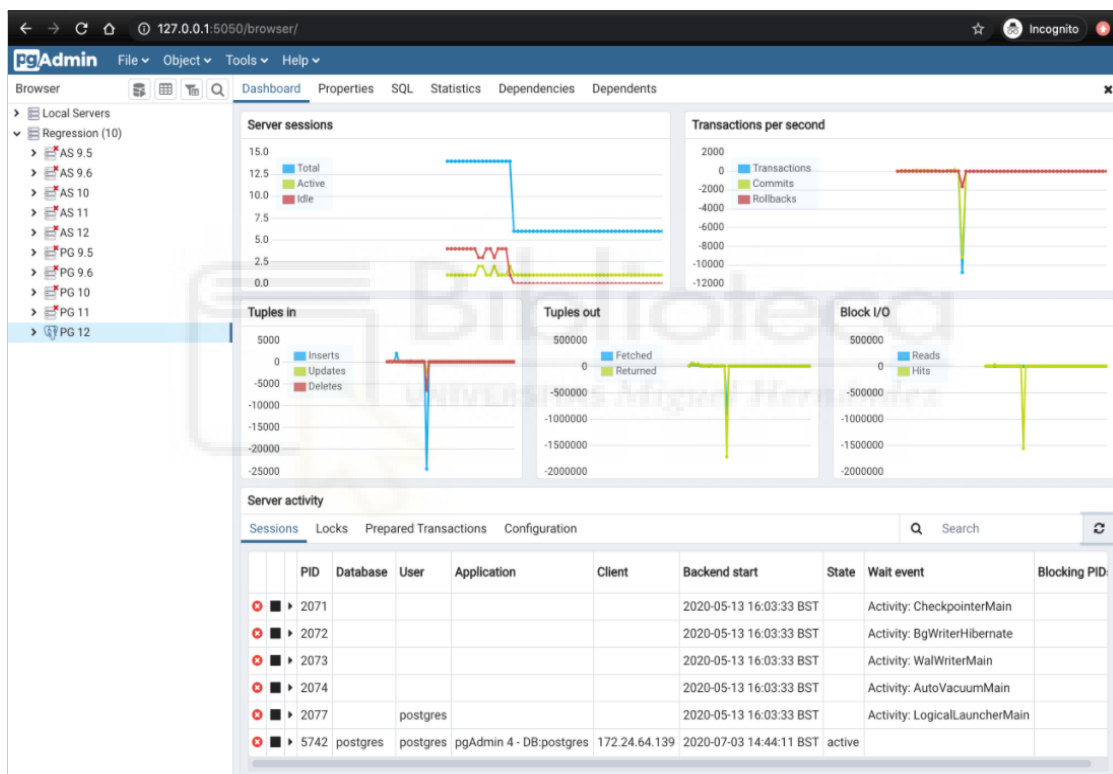 127.0.0.1:5050/browser/ Incognito
pgAdmin File Object Tools Help
Browser Dashboard Properties SQL Statistics Dependencies Dependents
Local Servers
Regression (10)
AS 9.5
AS 9.6
AS 10
AS 11
AS 12
PG 9.5
PG 9.6
PG 10
PG 11
PG 12
Server sessions
15.0
12.5
10.0
7.5
5.0
2.5
0.0
Total
Active
Idle
Transactions per second
2000
0
-2000
-4000
-6000
-8000
-10000
-12000
Transactions
Commits
Rollbacks
Tuples in
5000
0
-5000
-10000
-15000
-20000
-25000
Inserts
Updates
Deletes
Tuples out
500000
0
-500000
-1000000
-1500000
-2000000
Fetched
Returned
Block I/O
500000
0
-500000
-1000000
-1500000
-2000000
Reads
Hits
Biblioteca
UNIVERSITAS Miguel Hernández
Server activity
Sessions Locks Prepared Transactions Configuration Search
PID Database User Application Client Backend start State Wait event Blocking PIDs
2071 2020-05-13 16:03:33 BST Activity: CheckpointerMain
2072 2020-05-13 16:03:33 BST Activity: BgWriterHibernate
2073 2020-05-13 16:03:33 BST Activity: WalWriterMain
2074 2020-05-13 16:03:33 BST Activity: AutoVacuumMain
2077 postgres 2020-05-13 16:03:33 BST Activity: LogicalLauncherMain
5742 postgres postgres pgAdmin 4 - DB:postgres 172.24.64.139 2020-07-03 14:44:11 BST active